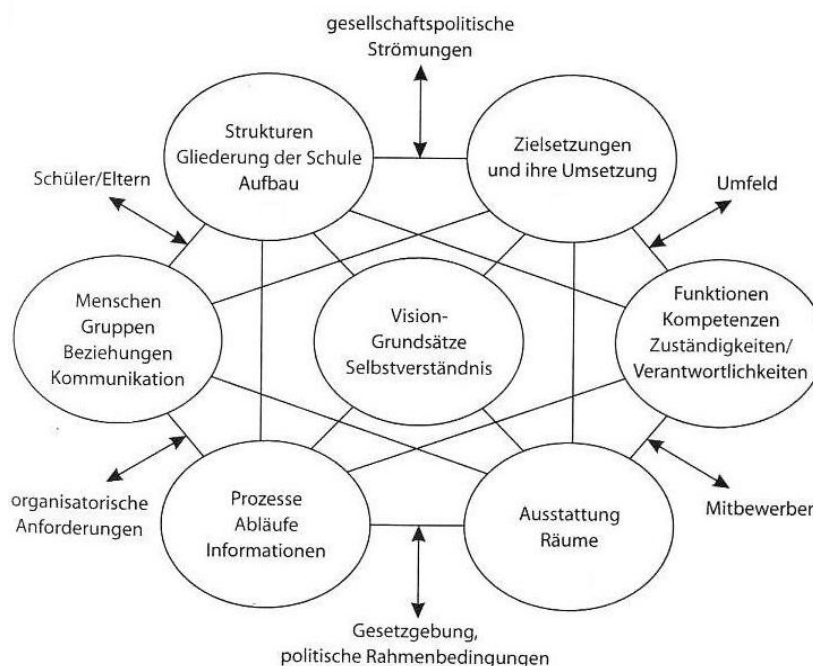 gesellschaftspolitische
Strömungen
Strukturen
Gliederung der Schule
Aufbau
Zielsetzungen
und ihre Umsetzung
Schüler/Eltern
Umfeld
Menschen
Gruppen
Beziehungen
Kommunikation
Vision-
Grundsätze
Selbstverständnis
Funktionen
Kompetenzen
Zuständigkeiten/
Verantwortlichkeiten
organisatorische
Anforderungen
Prozesse
Abläufe
Informationen
Ausstattung
Räume
Mitbewerber
Gesetzgebung,
politische Rahmenbedingungen